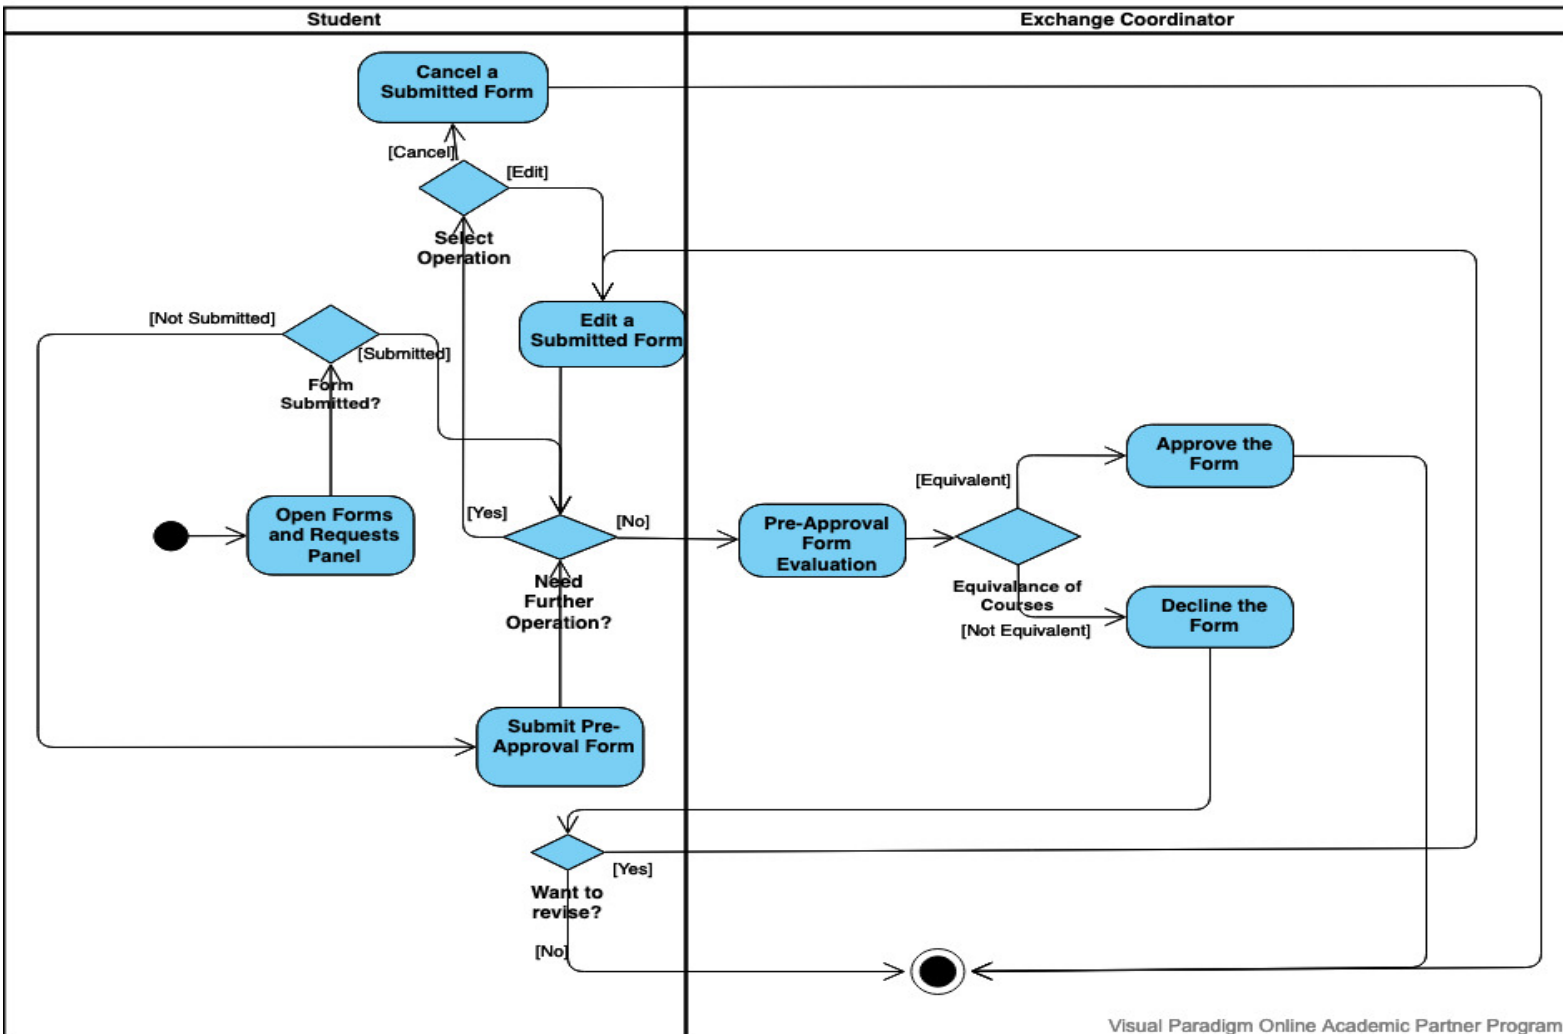 Student
Exchange Coordinator
Cancel a
Submitted Form
[Cancel]
[Edit]
Select
Operation
[Not Submitted]
[Submitted]
Form
Submitted?
Edit a
Submitted Form
Open Forms
and Requests
Panel
[Yes]
[No]
Need
Further
Operation?
Pre-Approval
Form
Evaluation
[Equivalent]
Approve the
Form
Equivalance of
Courses
[Not Equivalent]
Decline the
Form
Submit Pre-
Approval Form
[Yes]
Want to
revise?
[No]
Visual Paradigm Online Academic Partner Program